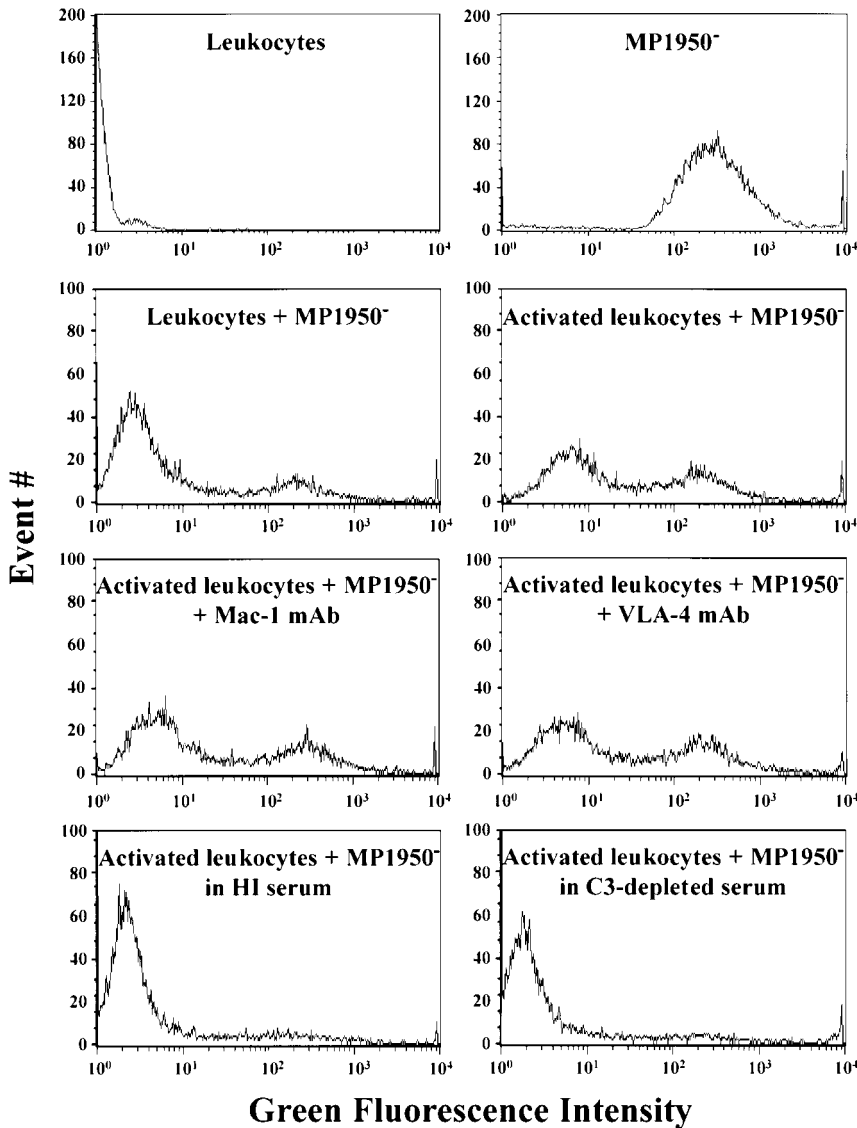 Leukocytes
200
160
120
80
40
0
10⁰ 10¹ 10² 10³ 10⁴
MP1950⁻
200
160
120
80
40
0
10⁰ 10¹ 10² 10³ 10⁴
Leukocytes + MP1950⁻
100
80
60
40
20
0
10⁰ 10¹ 10² 10³ 10⁴
Activated leukocytes + MP1950⁻
100
80
60
40
20
0
10⁰ 10¹ 10² 10³ 10⁴
Activated leukocytes + MP1950⁻
+ Mac-1 mAb
100
80
60
40
20
0
10⁰ 10¹ 10² 10³ 10⁴
Activated leukocytes + MP1950⁻
+ VLA-4 mAb
100
80
60
40
20
0
10⁰ 10¹ 10² 10³ 10⁴
Activated leukocytes + MP1950⁻
in HI serum
100
80
60
40
20
0
10⁰ 10¹ 10² 10³ 10⁴
Activated leukocytes + MP1950⁻
in C3-depleted serum
100
80
60
40
20
0
10⁰ 10¹ 10² 10³ 10⁴
Event #
Green Fluorescence Intensity